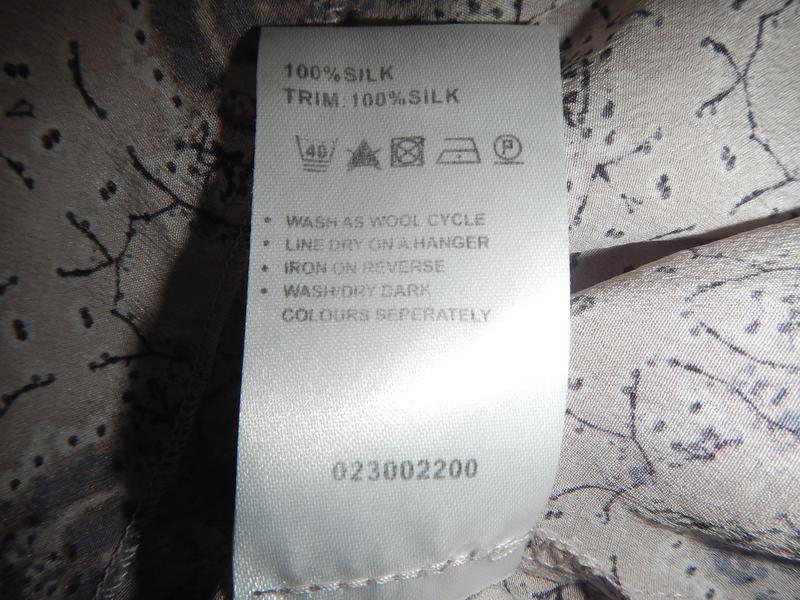 100%SILK
TRIM: 100%SILK
40 P
• WASH AS WOOL CYCLE
• LINE DRY ON A HANGER
• IRON ON REVERSE
• WASH/DRY DARK
COLOURS SEPERATELY
023002200